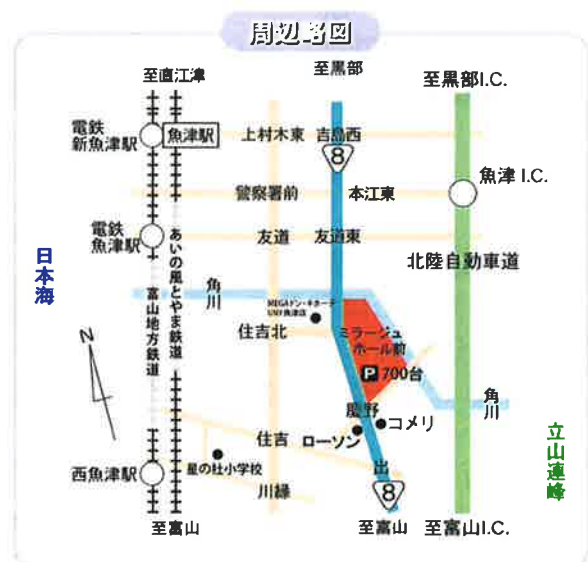 周辺略図
至直江津
至黒部
至黒部I.C.
電鉄
新魚津駅
魚津駅
上村木東
吉島西
8
魚津 I.C.
警察署前
本江東
電鉄
魚津駅
友道
友道東
北陸自動車道
日本海
あいの風とやま鉄道
富山地方鉄道
角川
MEGAドン・キホーテ
UNY魚津店
住吉北
ミラージュ
ホール前
P 700台
N
角川
慶野
コメリ
ローソン
住吉
立山連峰
星の杜小学校
西魚津駅
出
川縁
8
至富山
至富山
至富山I.C.